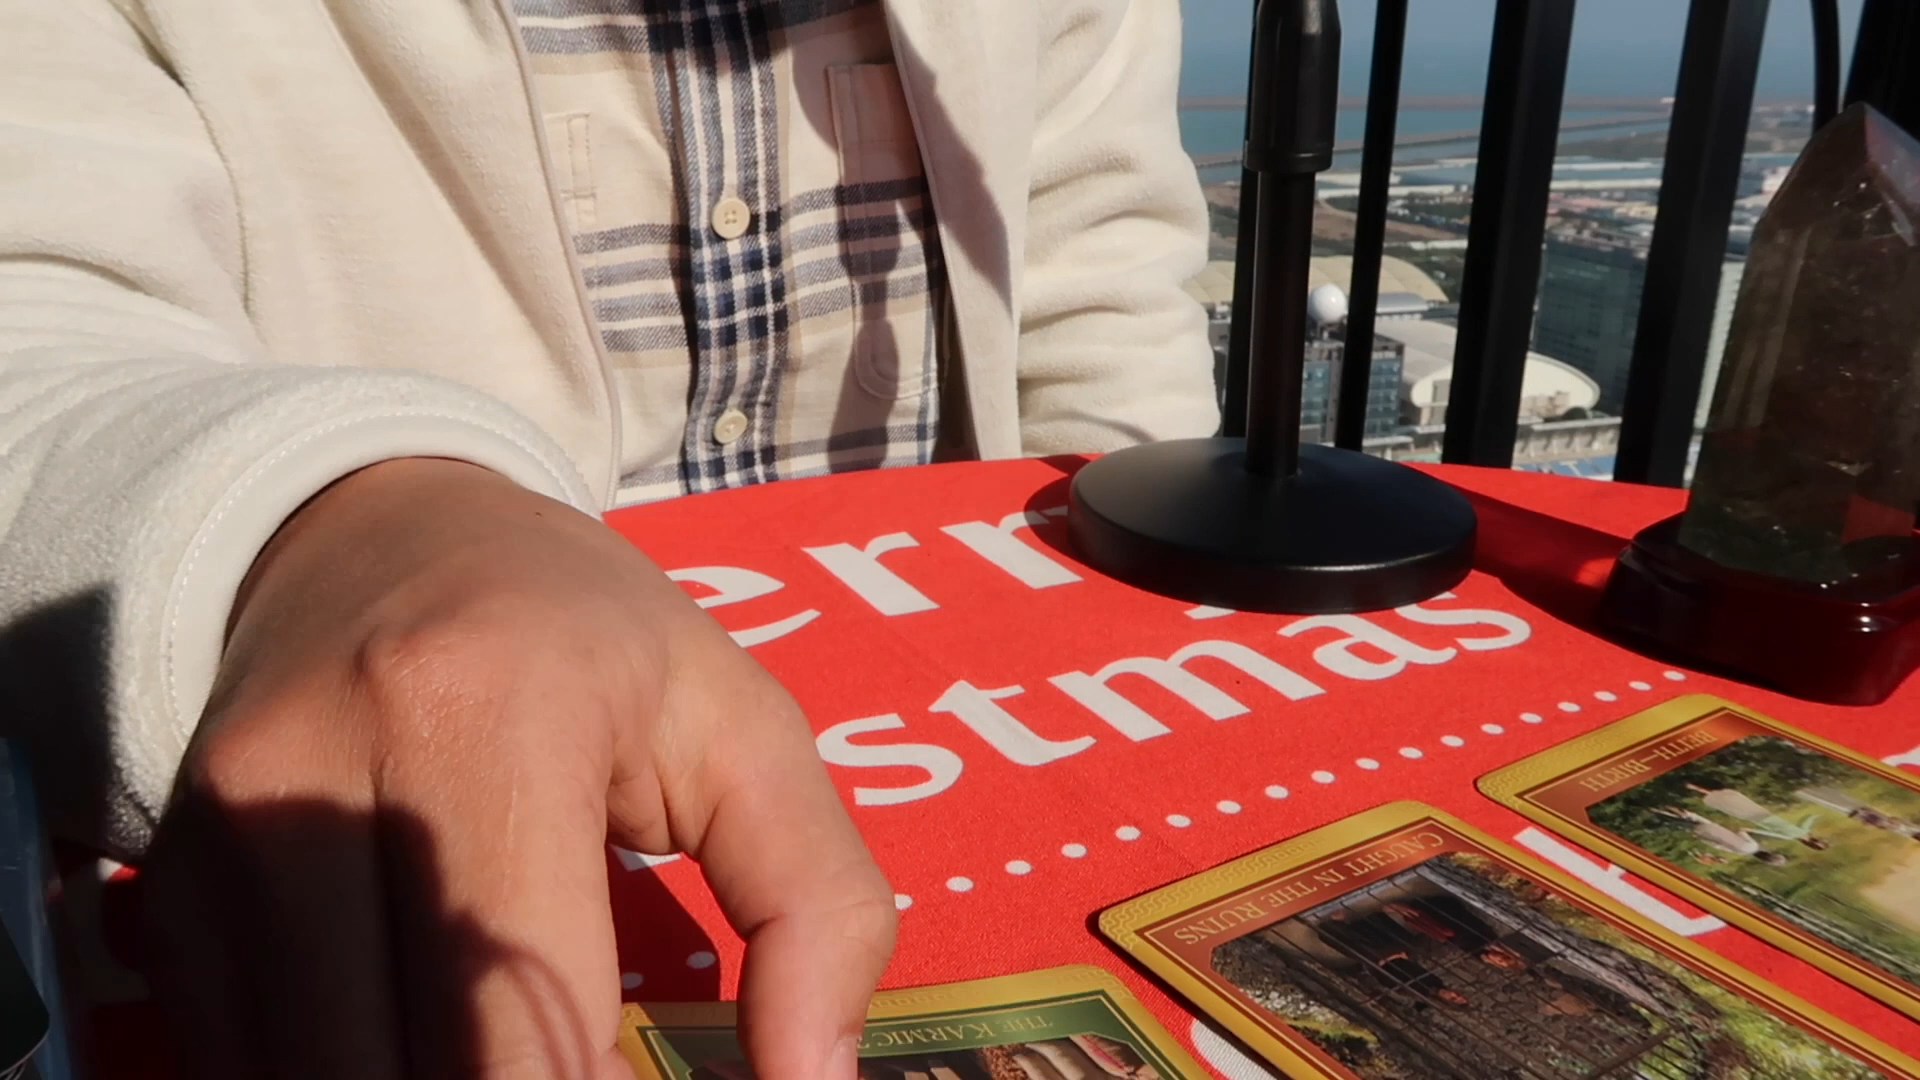 err
stmas
BEITH-BIRTH
CAUGHT IN THE RUINS
THE KARMIC